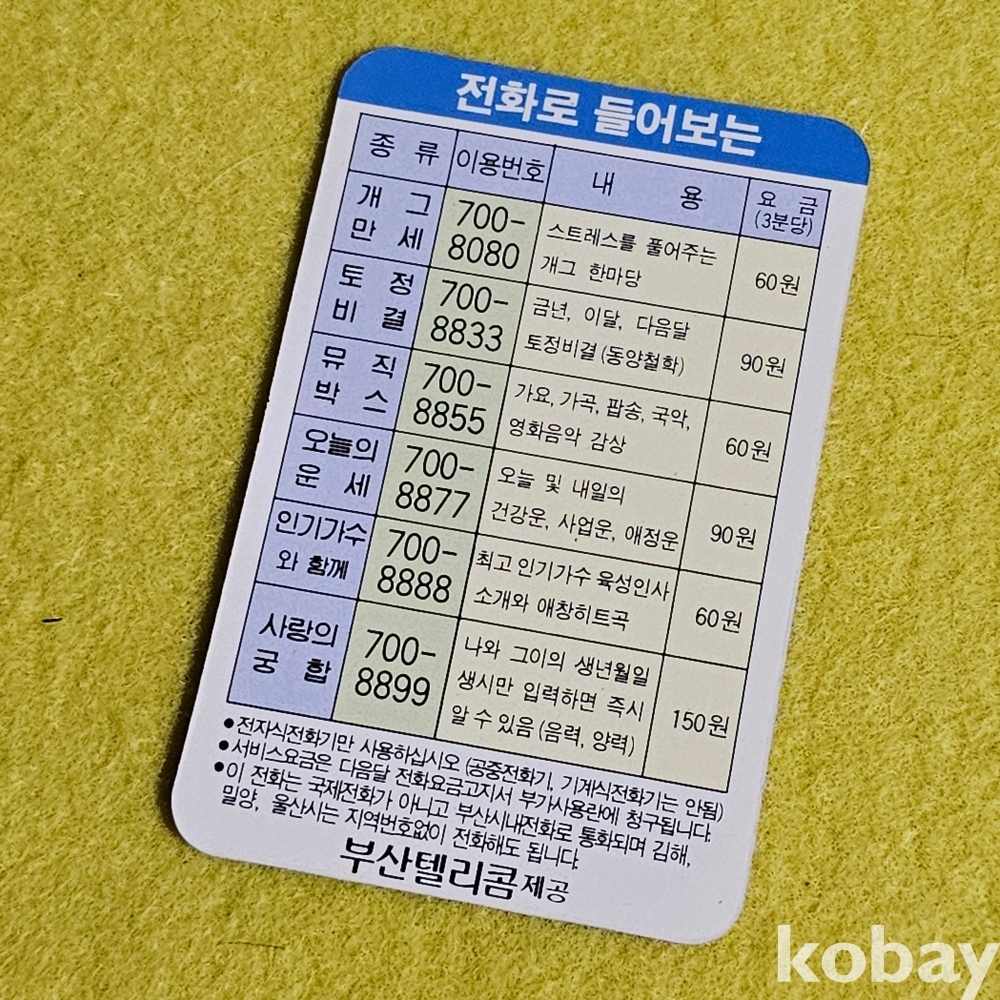 전화로 들어보는
종 류 이용번호 내 용 요 금
(3분당)
개 그
만 세
700-
8080
스트레스를 풀어주는
개그 한마당
60원
토 정
비 결
700-
8833
금년, 이달, 다음달
토정비결 (동양철학)
90원
뮤 직
박 스
700-
8855
가요, 가곡, 팝송, 국악,
영화음악 감상
60원
오늘의
운 세
700-
8877
오늘 및 내일의
건강운, 사업운, 애정운
90원
인기가수
와 함께
700-
8888
최고 인기가수 육성인사
소개와 애창히트곡
60원
사랑의
궁 합
700-
8899
나와 그이의 생년월일
생시만 입력하면 즉시
알 수 있음 (음력, 양력)
150원
●전자식전화기만 사용하십시오 (공중전화기, 기계식전화기는 안됨)
●서비스요금은 다음달 전화요금고지서 부가사용란에 청구됩니다.
●이 전화는 국제전화가 아니고 부산시내전화로 통화되며 김해,
밀양, 울산시는 지역번호없이 전화해도 됩니다.
부산텔리콤 제공
kobay